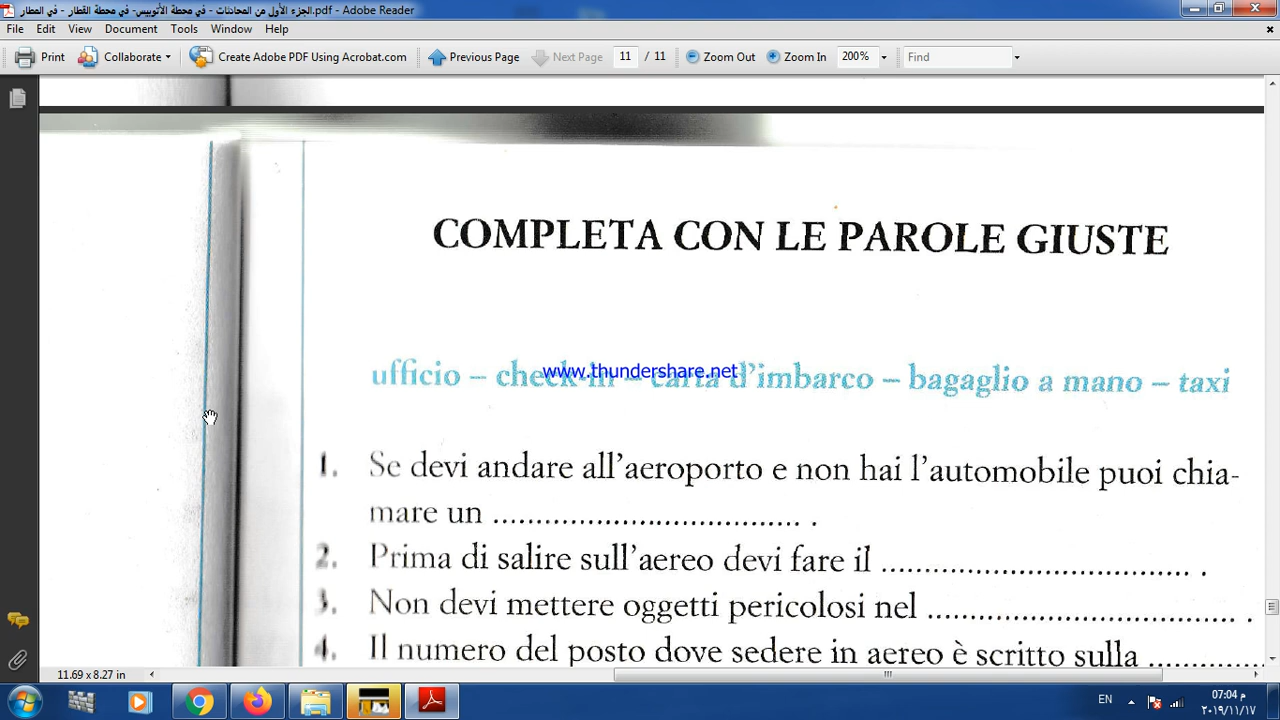 الجزء الأول من المحادثات - في محطة الأتوبيس- في محطة القطار - في المطار.pdf - Adobe Reader
File Edit View Document Tools Window Help
Print Collaborate Create Adobe PDF Using Acrobat.com Previous Page Next Page 11 / 11 Zoom Out Zoom In 200% Find
COMPLETA CON LE PAROLE GIUSTE
ufficio – check-in – carta d'imbarco – bagaglio a mano – taxi
www.thundershare.net
1. Se devi andare all'aeroporto e non hai l'automobile puoi chia-
mare un ................................... .
2. Prima di salire sull'aereo devi fare il ................................... .
3. Non devi mettere oggetti pericolosi nel ................................... .
4. Il numero del posto dove sedere in aereo è scritto sulla ............
11.69 x 8.27 in
EN
07:04 م
٢٠١٩/١١/١٧